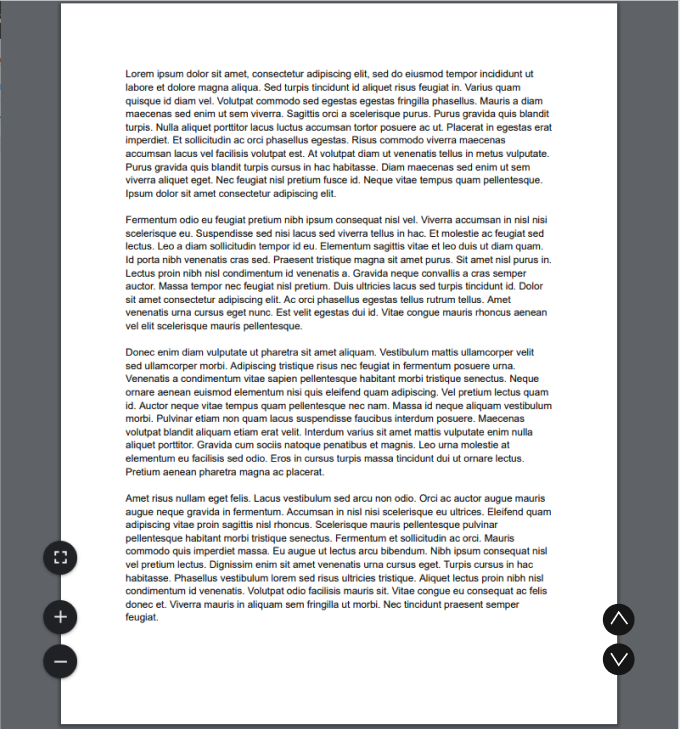 Lorem ipsum dolor sit amet, consectetur adipiscing elit, sed do eiusmod tempor incididunt ut
labore et dolore magna aliqua. Sed turpis tincidunt id aliquet risus feugiat in. Varius quam
quisque id diam vel. Volutpat commodo sed egestas egestas fringilla phasellus. Mauris a diam
maecenas sed enim ut sem viverra. Sagittis orci a scelerisque purus. Purus gravida quis blandit
turpis. Nulla aliquet porttitor lacus luctus accumsan tortor posuere ac ut. Placerat in egestas erat
imperdiet. Et sollicitudin ac orci phasellus egestas. Risus commodo viverra maecenas
accumsan lacus vel facilisis volutpat est. At volutpat diam ut venenatis tellus in metus vulputate.
Purus gravida quis blandit turpis cursus in hac habitasse. Diam maecenas sed enim ut sem
viverra aliquet eget. Nec feugiat nisl pretium fusce id. Neque vitae tempus quam pellentesque.
Ipsum dolor sit amet consectetur adipiscing elit.
Fermentum odio eu feugiat pretium nibh ipsum consequat nisl vel. Viverra accumsan in nisl nisi
scelerisque eu. Suspendisse sed nisi lacus sed viverra tellus in hac. Et molestie ac feugiat sed
lectus. Leo a diam sollicitudin tempor id eu. Elementum sagittis vitae et leo duis ut diam quam.
Id porta nibh venenatis cras sed. Praesent tristique magna sit amet purus. Sit amet nisl purus in.
Lectus proin nibh nisl condimentum id venenatis a. Gravida neque convallis a cras semper
auctor. Massa tempor nec feugiat nisl pretium. Duis ultricies lacus sed turpis tincidunt id. Dolor
sit amet consectetur adipiscing elit. Ac orci phasellus egestas tellus rutrum tellus. Amet
venenatis urna cursus eget nunc. Est velit egestas dui id. Vitae congue mauris rhoncus aenean
vel elit scelerisque mauris pellentesque.
Donec enim diam vulputate ut pharetra sit amet aliquam. Vestibulum mattis ullamcorper velit
sed ullamcorper morbi. Adipiscing tristique risus nec feugiat in fermentum posuere urna.
Venenatis a condimentum vitae sapien pellentesque habitant morbi tristique senectus. Neque
ornare aenean euismod elementum nisi quis eleifend quam adipiscing. Vel pretium lectus quam
id. Auctor neque vitae tempus quam pellentesque nec nam. Massa id neque aliquam vestibulum
morbi. Pulvinar etiam non quam lacus suspendisse faucibus interdum posuere. Maecenas
volutpat blandit aliquam etiam erat velit. Interdum varius sit amet mattis vulputate enim nulla
aliquet porttitor. Gravida cum sociis natoque penatibus et magnis. Leo urna molestie at
elementum eu facilisis sed odio. Eros in cursus turpis massa tincidunt dui ut ornare lectus.
Pretium aenean pharetra magna ac placerat.
Amet risus nullam eget felis. Lacus vestibulum sed arcu non odio. Orci ac auctor augue mauris
augue neque gravida in fermentum. Accumsan in nisl nisi scelerisque eu ultrices. Eleifend quam
adipiscing vitae proin sagittis nisl rhoncus. Scelerisque mauris pellentesque pulvinar
pellentesque habitant morbi tristique senectus. Fermentum et sollicitudin ac orci. Mauris
commodo quis imperdiet massa. Eu augue ut lectus arcu bibendum. Nibh ipsum consequat nisl
vel pretium lectus. Dignissim enim sit amet venenatis urna cursus eget. Turpis cursus in hac
habitasse. Phasellus vestibulum lorem sed risus ultricies tristique. Aliquet lectus proin nibh nisl
condimentum id venenatis. Volutpat odio facilisis mauris sit. Vitae congue eu consequat ac felis
donec et. Viverra mauris in aliquam sem fringilla ut morbi. Nec tincidunt praesent semper
feugiat.